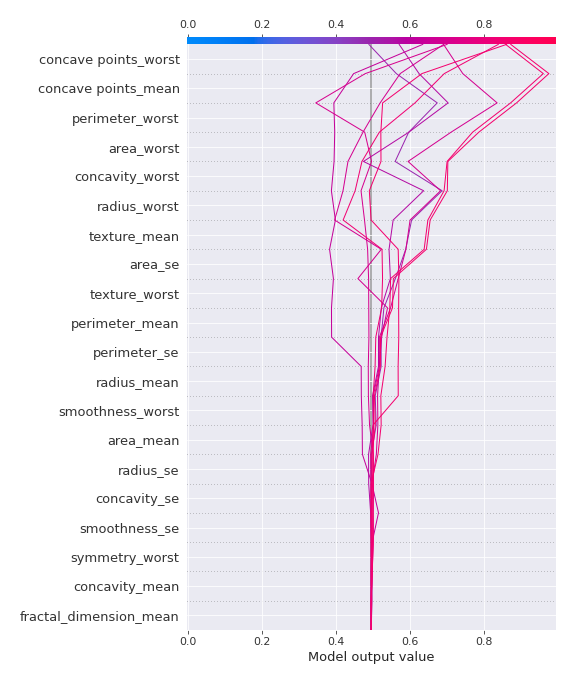 0.0 0.2 0.4 0.6 0.8
concave points_worst
concave points_mean
perimeter_worst
area_worst
concavity_worst
radius_worst
texture_mean
area_se
texture_worst
perimeter_mean
perimeter_se
radius_mean
smoothness_worst
area_mean
radius_se
concavity_se
smoothness_se
symmetry_worst
concavity_mean
fractal_dimension_mean
0.0 0.2 0.4 0.6 0.8
Model output value